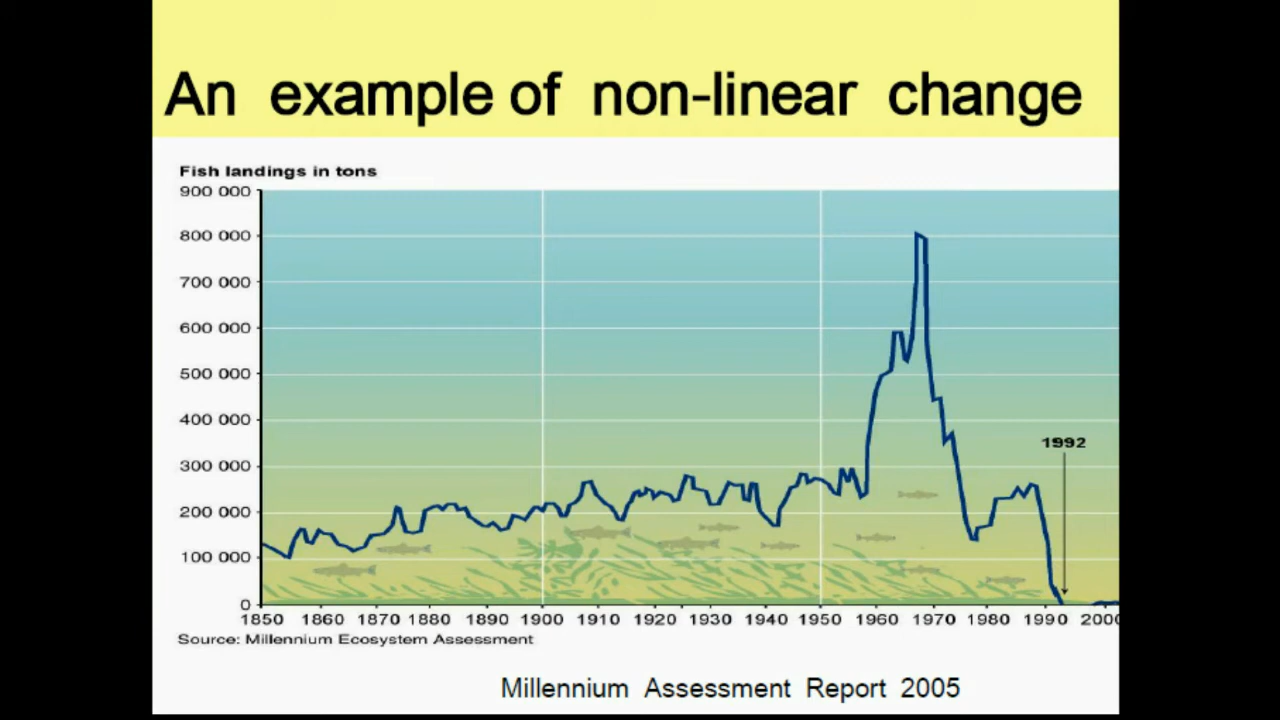 An example of non-linear change
Fish landings in tons
900 000
800 000
700 000
600 000
500 000
400 000
300 000
200 000
100 000
0
1992
1850 1860 1870 1880 1890 1900 1910 1920 1930 1940 1950 1960 1970 1980 1990 2000
Source: Millennium Ecosystem Assessment
Millennium Assessment Report 2005